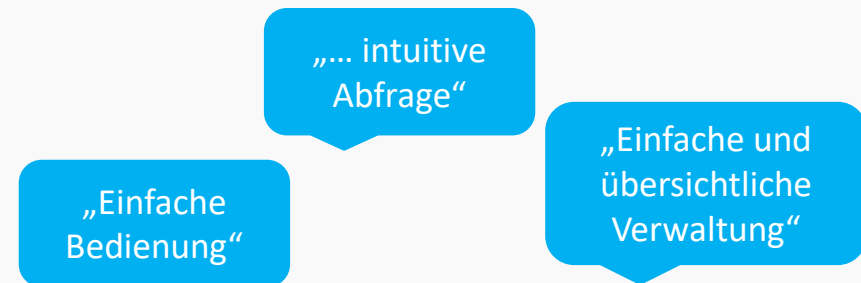 „... intuitive
Abfrage“
„Einfache und
übersichtliche
Verwaltung“
„Einfache
Bedienung“